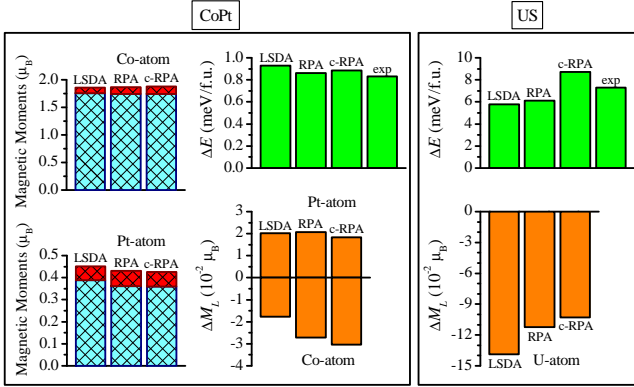 CoPt
US
Magnetic Moments (μB)
2.0
1.5
1.0
0.5
0.0
Co-atom
LSDA RPA c-RPA
ΔE (meV/f.u.)
1.0
0.8
0.6
0.4
0.2
0.0
LSDA RPA c-RPA exp
ΔE (meV/f.u.)
10
8
6
4
2
0
LSDA RPA c-RPA exp
Magnetic Moments (μB)
0.5
0.4
0.3
0.2
0.1
0.0
Pt-atom
LSDA RPA c-RPA
ΔML (10-2 μB)
3
2
1
0
-1
-2
-3
-4
Pt-atom
LSDA RPA c-RPA
Co-atom
ΔML (10-2 μB)
0
-3
-6
-9
-12
-15
LSDA RPA c-RPA
U-atom